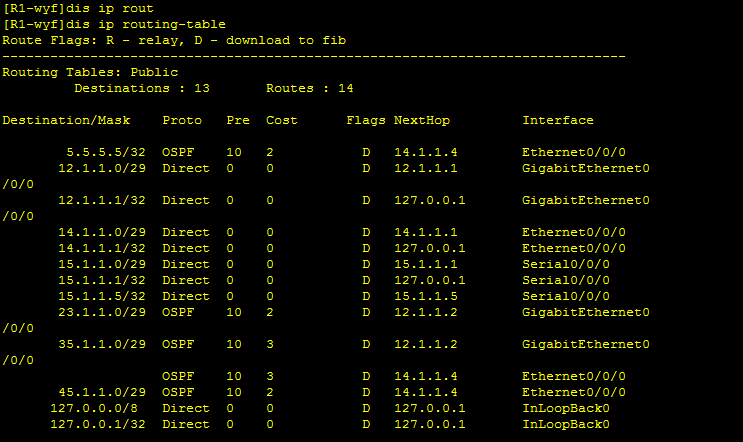 [R1-wyf]dis ip rout
[R1-wyf]dis ip routing-table
Route Flags: R - relay, D - download to fib
------------------------------------------------------------------------------
Routing Tables: Public
         Destinations : 13       Routes : 14

Destination/Mask    Proto  Pre  Cost      Flags NextHop         Interface

        5.5.5.5/32  OSPF   10   2           D   14.1.1.4        Ethernet0/0/0
       12.1.1.0/29  Direct 0    0           D   12.1.1.1        GigabitEthernet0
/0/0
       12.1.1.1/32  Direct 0    0           D   127.0.0.1       GigabitEthernet0
/0/0
       14.1.1.0/29  Direct 0    0           D   14.1.1.1        Ethernet0/0/0
       14.1.1.1/32  Direct 0    0           D   127.0.0.1       Ethernet0/0/0
       15.1.1.0/29  Direct 0    0           D   15.1.1.1        Serial0/0/0
       15.1.1.1/32  Direct 0    0           D   127.0.0.1       Serial0/0/0
       15.1.1.5/32  Direct 0    0           D   15.1.1.5        Serial0/0/0
       23.1.1.0/29  OSPF   10   2           D   12.1.1.2        GigabitEthernet0
/0/0
       35.1.1.0/29  OSPF   10   3           D   12.1.1.2        GigabitEthernet0
/0/0
                    OSPF   10   3           D   14.1.1.4        Ethernet0/0/0
       45.1.1.0/29  OSPF   10   2           D   14.1.1.4        Ethernet0/0/0
      127.0.0.0/8   Direct 0    0           D   127.0.0.1       InLoopBack0
      127.0.0.1/32  Direct 0    0           D   127.0.0.1       InLoopBack0